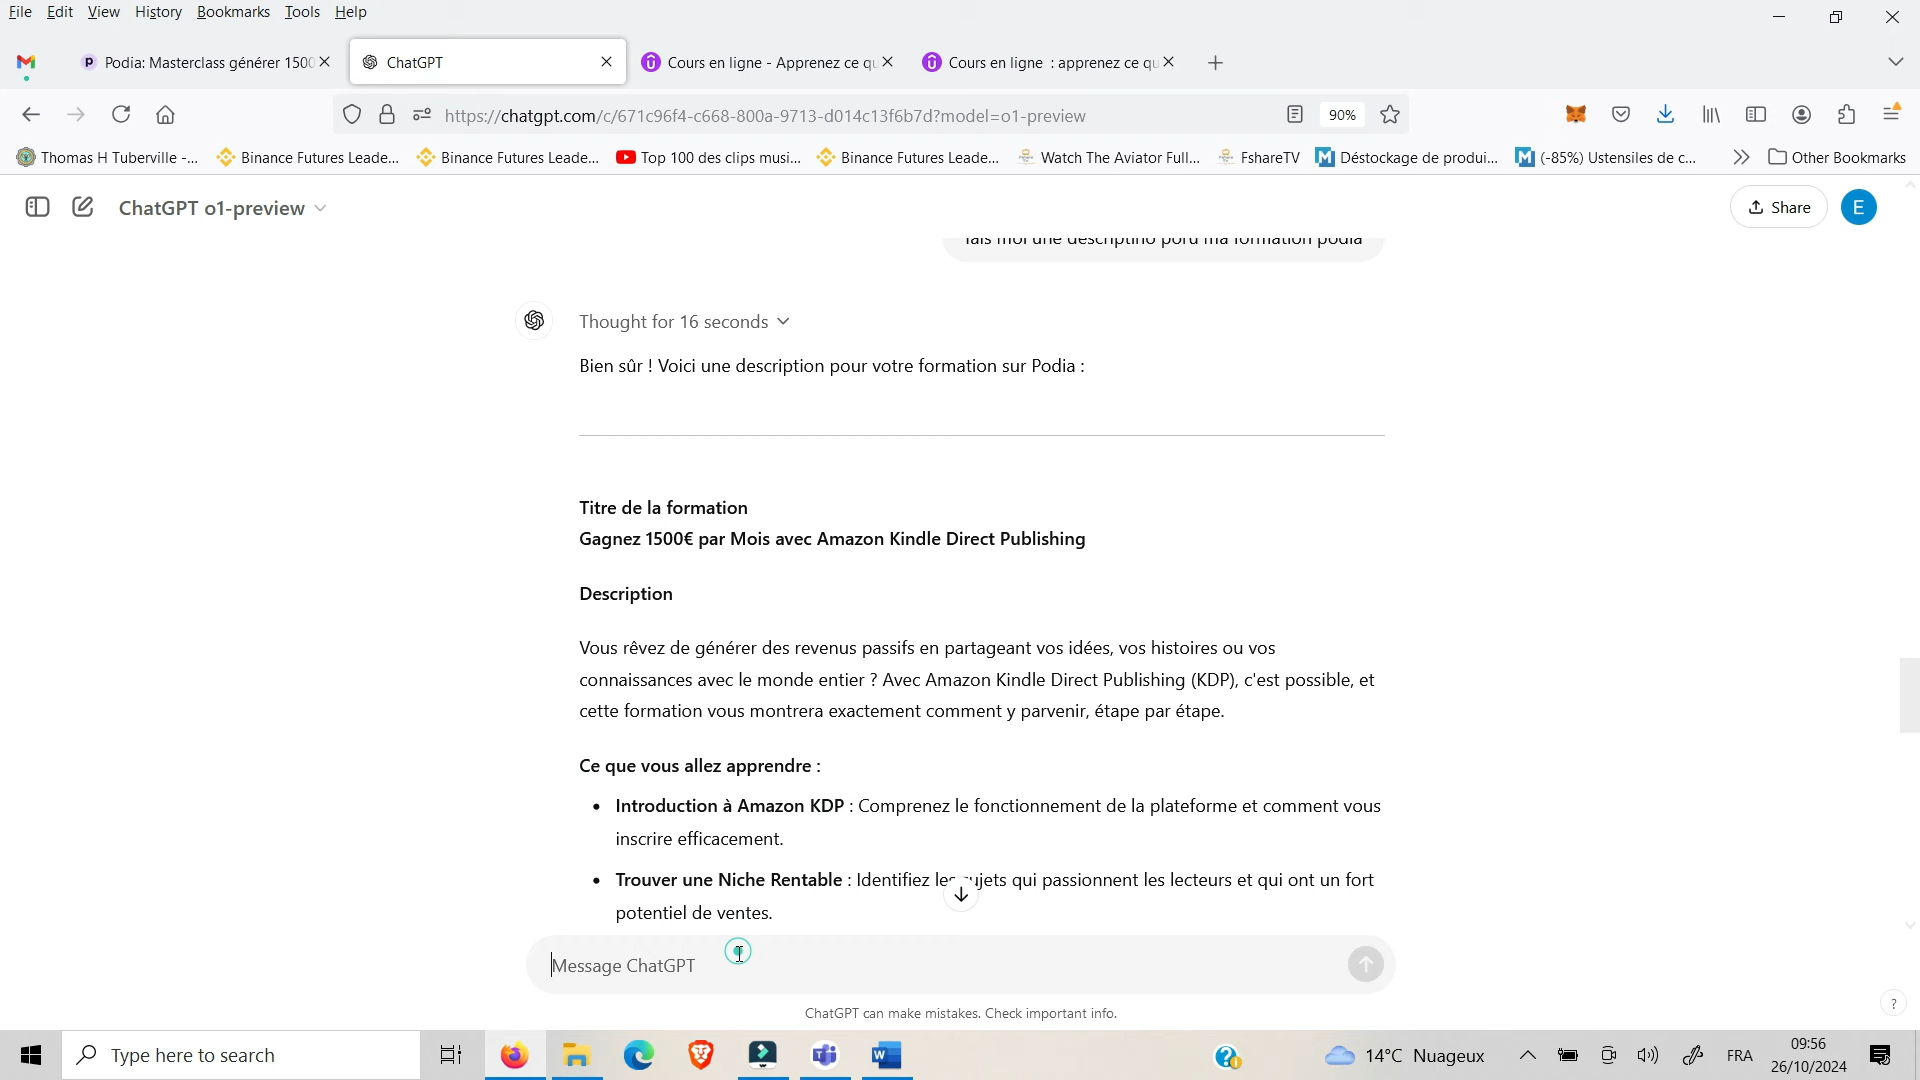 File Edit View History Bookmarks Tools Help
Podia: Masterclass générer 1500
ChatGPT
Cours en ligne - Apprenez ce qu
Cours en ligne : apprenez ce qu
https://chatgpt.com/c/671c96f4-c668-800a-9713-d014c13f6b7d?model=o1-preview
90%
Thomas H Tuberville -...
Binance Futures Leade...
Binance Futures Leade...
Top 100 des clips musi...
Binance Futures Leade...
Watch The Aviator Full...
FshareTV
Déstockage de produi...
(-85%) Ustensiles de c...
Other Bookmarks
ChatGPT o1-preview
Share
E
fais moi une descriptino poru ma formation podia
Thought for 16 seconds
Bien sûr ! Voici une description pour votre formation sur Podia :
Titre de la formation
Gagnez 1500€ par Mois avec Amazon Kindle Direct Publishing
Description
Vous rêvez de générer des revenus passifs en partageant vos idées, vos histoires ou vos
connaissances avec le monde entier ? Avec Amazon Kindle Direct Publishing (KDP), c'est possible, et
cette formation vous montrera exactement comment y parvenir, étape par étape.
Ce que vous allez apprendre :
Introduction à Amazon KDP : Comprenez le fonctionnement de la plateforme et comment vous
inscrire efficacement.
Trouver une Niche Rentable : Identifiez les sujets qui passionnent les lecteurs et qui ont un fort
potentiel de ventes.
Message ChatGPT
ChatGPT can make mistakes. Check important info.
?
Type here to search
14°C Nuageux
FRA
09:56
26/10/2024